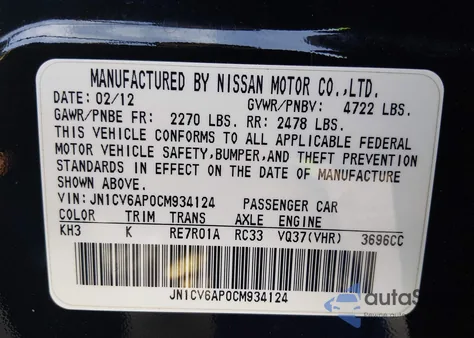 MANUFACTURED BY NISSAN MOTOR CO.,LTD.
DATE: 02/12 GVWR/PNBV: 4722 LBS.
GAWR/PNBE FR: 2270 LBS. RR: 2478 LBS.
THIS VEHICLE CONFORMS TO ALL APPLICABLE FEDERAL
MOTOR VEHICLE SAFETY, BUMPER, AND THEFT PREVENTION
STANDARDS IN EFFECT ON THE DATE OF MANUFACTURE
SHOWN ABOVE.
VIN: JN1CV6AP0CM934124 PASSENGER CAR
COLOR TRIM TRANS AXLE ENGINE
KH3 K RE7R01A RC33 VQ37(VHR) 3696CC
JN1CV6AP0CM934124